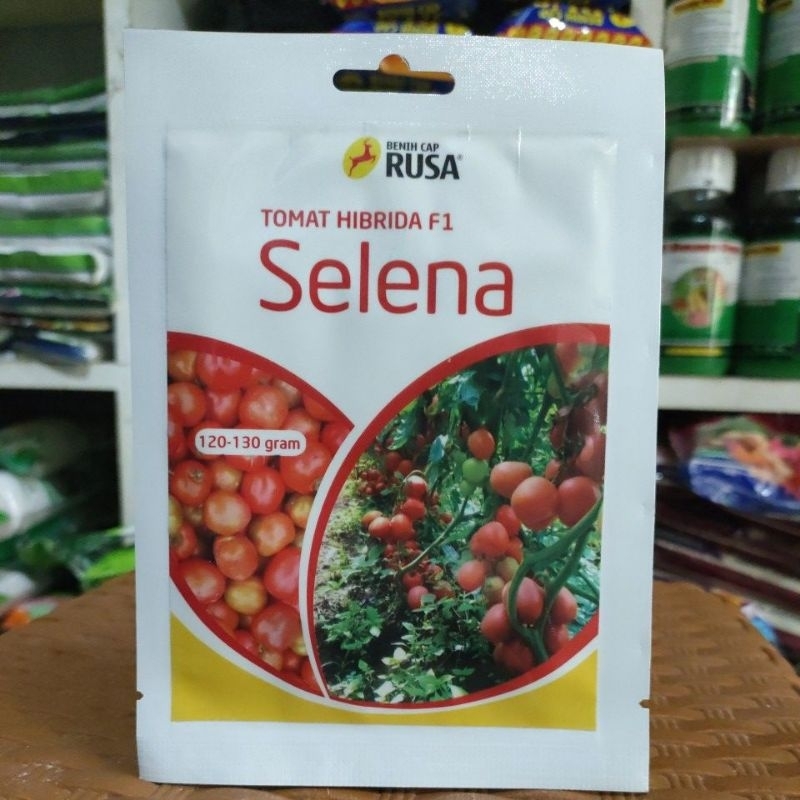 BENIH CAP
RUSA®
TOMAT HIBRIDA F1
Selena
120-130 gram